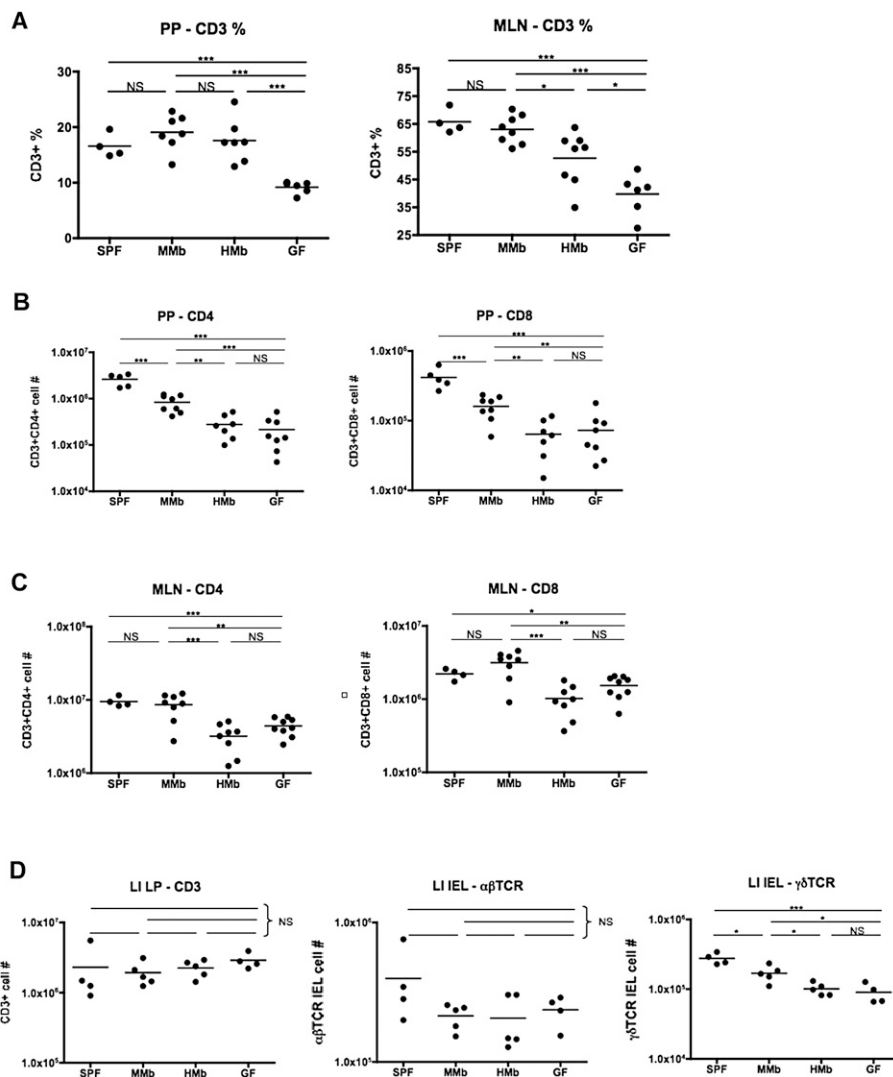 A
PP - CD3 %
MLN - CD3 %
***
***
NS
NS
***
***
***
NS
*
*
CD3+ %
30
20
10
0
SPF
MMb
HMb
GF
CD3+ %
85
75
65
55
45
35
25
SPF
MMb
HMb
GF
B
PP - CD4
PP - CD8
***
***
***
**
NS
***
**
***
**
NS
CD3+CD4+ cell #
1.0x10⁷
1.0x10⁶
1.0x10⁵
1.0x10⁴
SPF
MMb
HMb
GF
CD3+CD8+ cell #
1.0x10⁶
1.0x10⁵
1.0x10⁴
SPF
MMb
HMb
GF
C
MLN - CD4
MLN - CD8
***
**
NS
***
NS
*
**
NS
***
NS
CD3+CD4+ cell #
1.0x10⁸
1.0x10⁷
1.0x10⁶
SPF
MMb
HMb
GF
CD3+CD8+ cell #
1.0x10⁷
1.0x10⁶
1.0x10⁵
SPF
MMb
HMb
GF
D
LI LP - CD3
LI IEL - αβTCR
LI IEL - γδTCR
NS
NS
***
*
*
*
NS
CD3+ cell #
1.0x10⁷
1.0x10⁶
1.0x10⁵
SPF
MMb
HMb
GF
αβTCR IEL cell #
1.0x10⁶
1.0x10⁵
SPF
MMb
HMb
GF
γδTCR IEL cell #
1.0x10⁶
1.0x10⁵
1.0x10⁴
SPF
MMb
HMb
GF